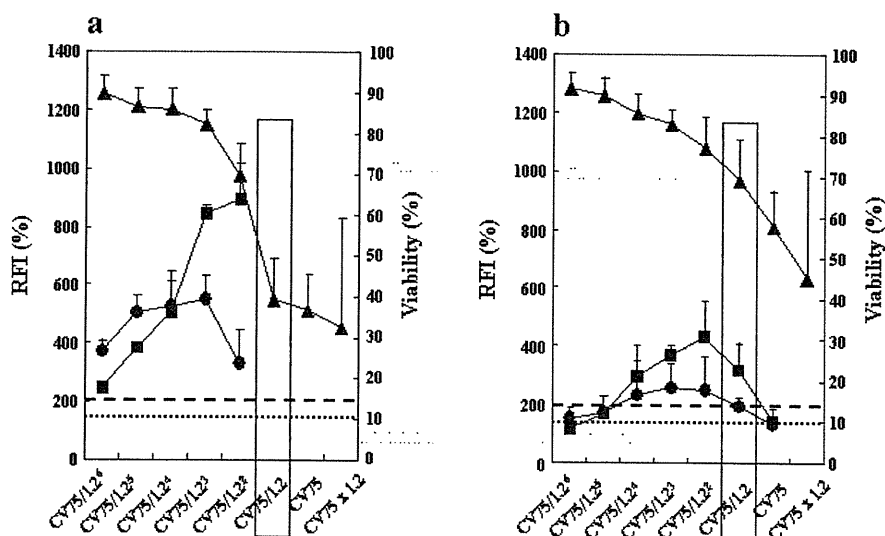 a
1400
1200
1000
800
600
400
200
0
RFI (%)
100
90
80
70
60
50
40
30
20
10
0
Viability (%)
CV75/1.2⁶
CV75/1.2⁵
CV75/1.2⁴
CV75/1.2³
CV75/1.2²
CV75/1.2
CV75
CV75 x 1.2
b
1400
1200
1000
800
600
400
200
0
RFI (%)
100
90
80
70
60
50
40
30
20
10
0
Viability (%)
CV75/1.2⁶
CV75/1.2⁵
CV75/1.2⁴
CV75/1.2³
CV75/1.2²
CV75/1.2
CV75
CV75 x 1.2